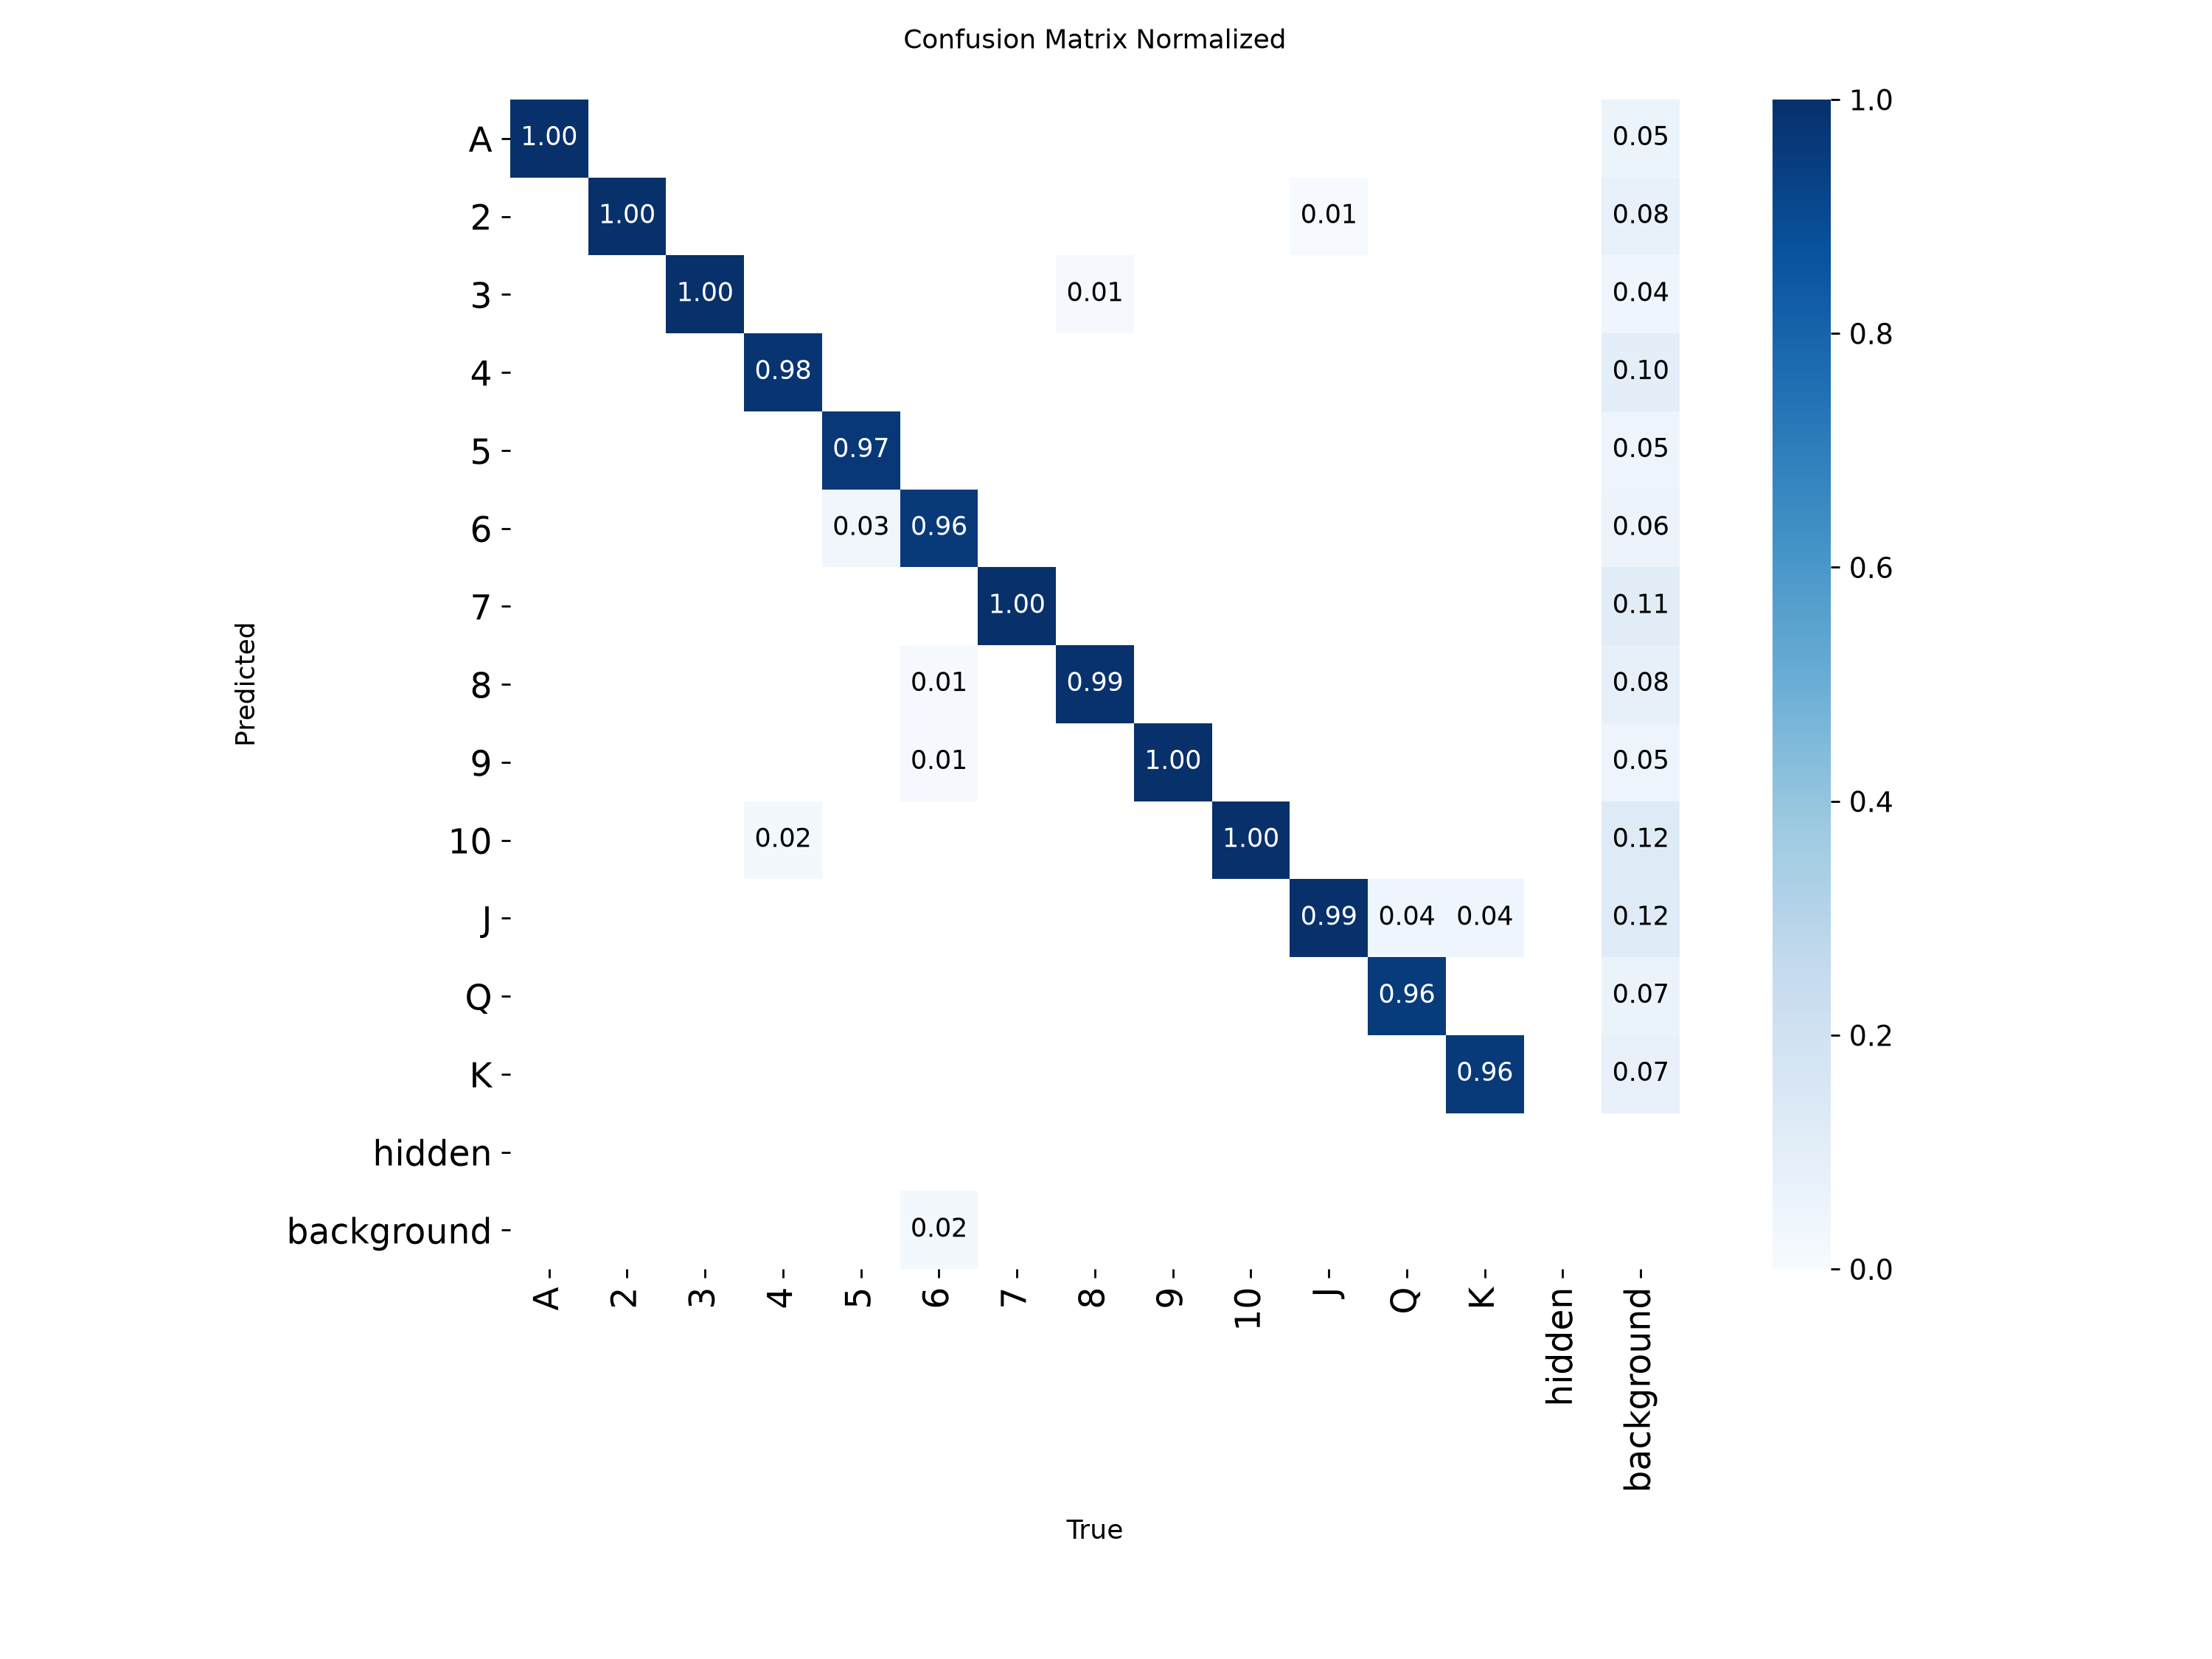 Confusion Matrix Normalized
A 1.00 0.05 1.0
2 1.00 0.01 0.08
3 1.00 0.01 0.04
0.8
4 0.98 0.10
5 0.97 0.05
6 0.03 0.96 0.06
0.6
7 1.00 0.11
Predicted
8 0.01 0.99 0.08
9 0.01 1.00 0.05
0.4
10 0.02 1.00 0.12
J 0.99 0.04 0.04 0.12
Q 0.96 0.07
0.2
K 0.96 0.07
hidden
background 0.02
0.0
A 2 3 4 5 6 7 8 9 10 J Q K hidden background
True